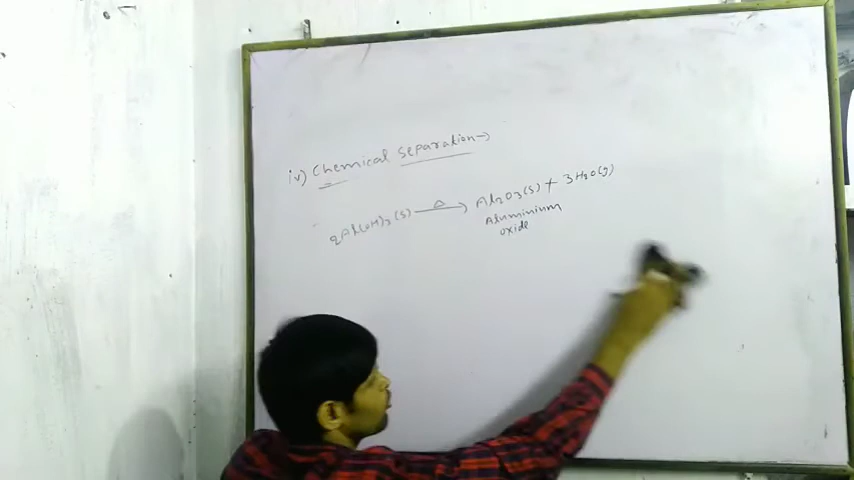 iv) Chemical separation →
2Al(OH)3(s) —Δ→ Al2O3(s) + 3H2O(g)
Aluminium
oxide